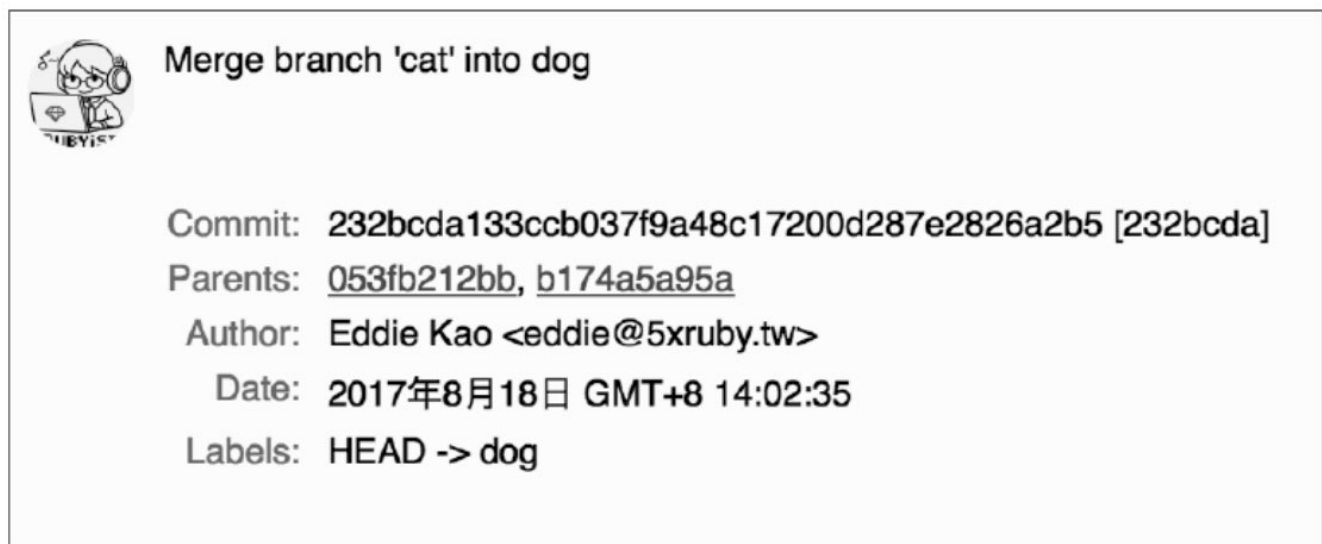 Merge branch 'cat' into dog
Commit: 232bcda133ccb037f9a48c17200d287e2826a2b5 [232bcda]
Parents: 053fb212bb, b174a5a95a
Author: Eddie Kao <eddie@5xruby.tw>
Date: 2017年8月18日 GMT+8 14:02:35
Labels: HEAD -> dog